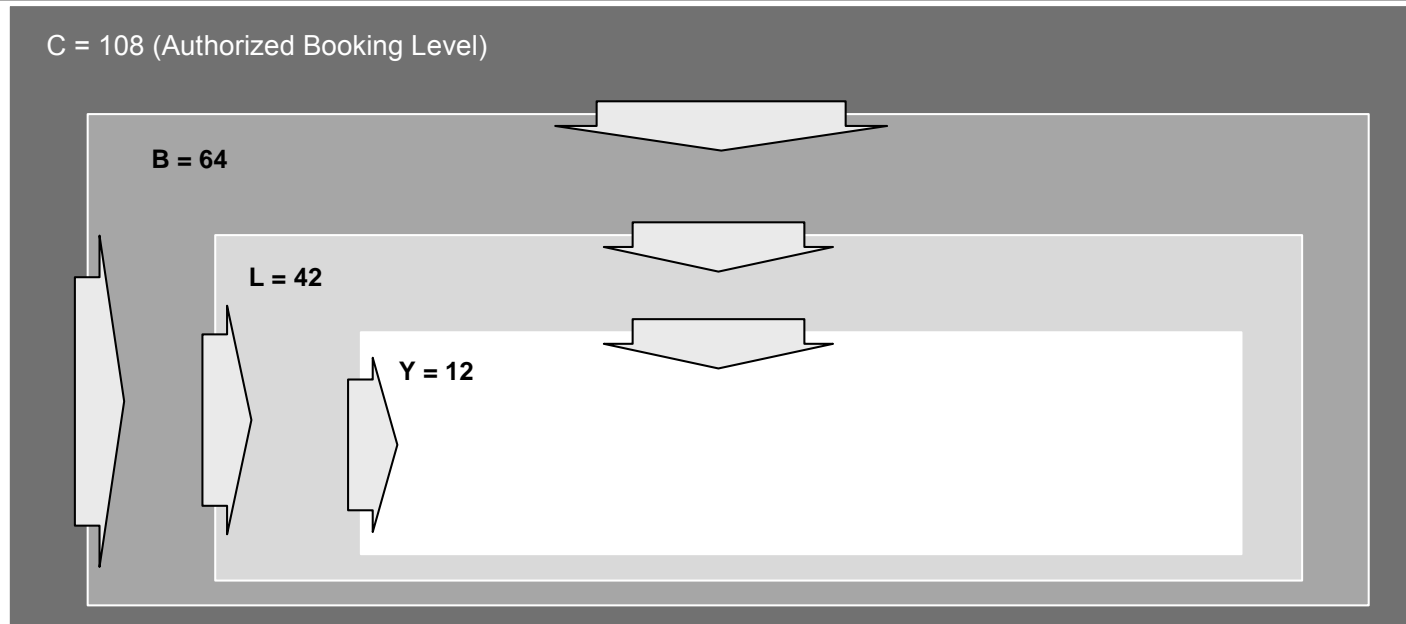 C = 108 (Authorized Booking Level)
B = 64
L = 42
Y = 12